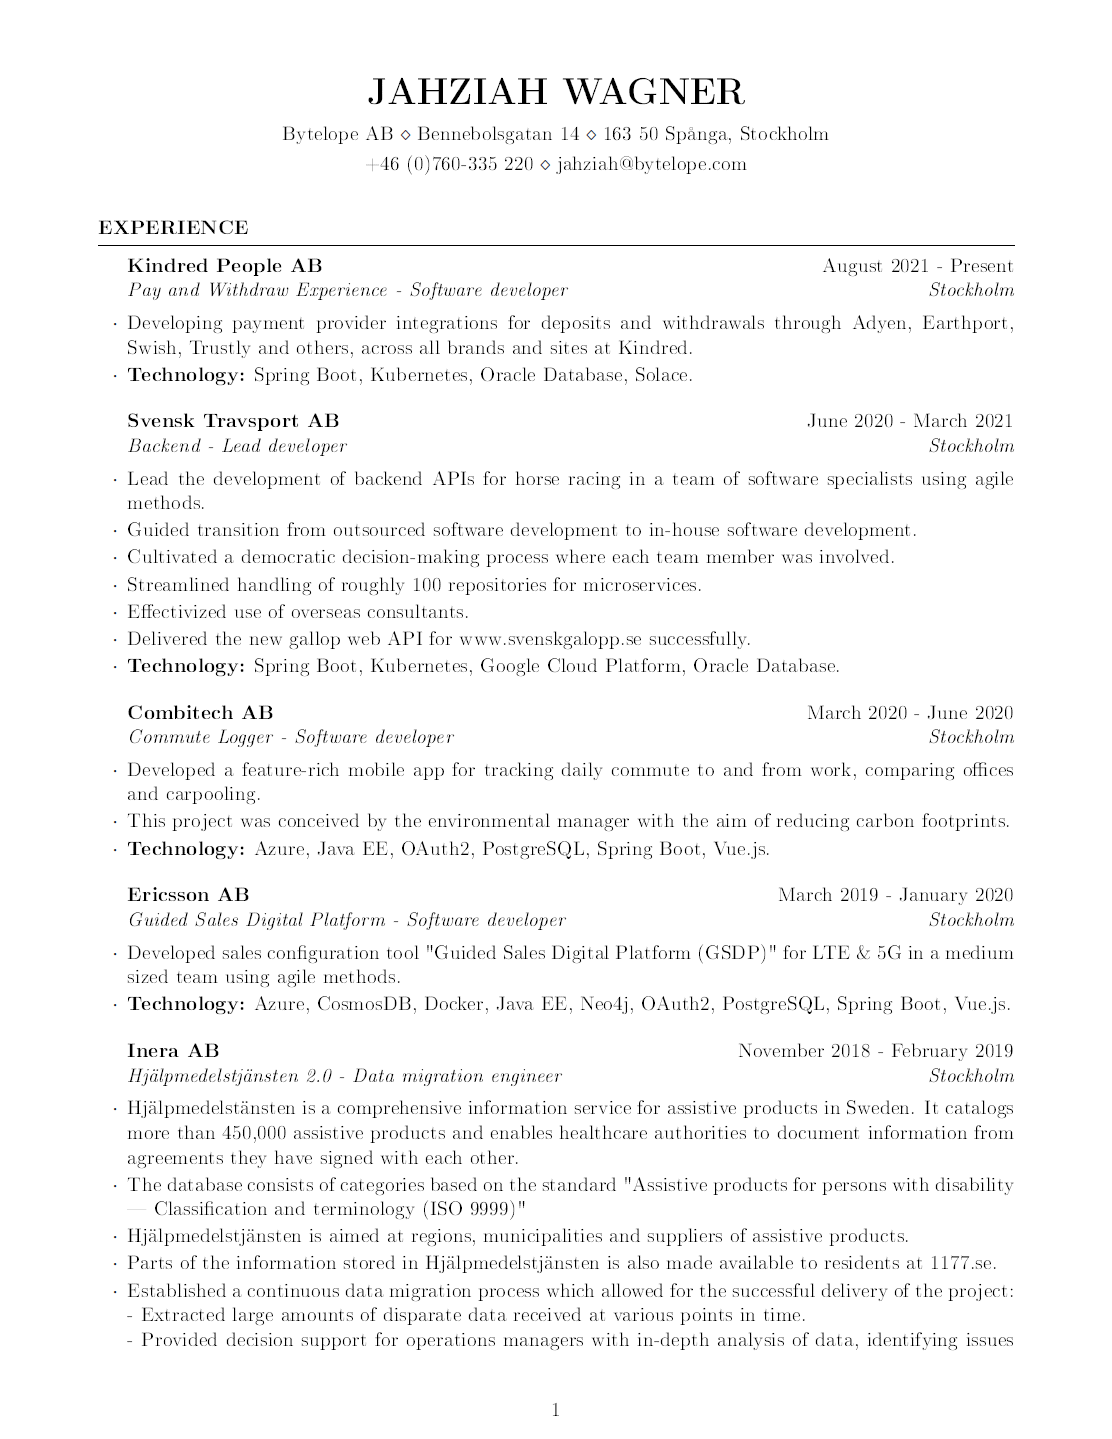 JAHZIAH WAGNER
Bytelope AB ⋄ Bennebolsgatan 14 ⋄ 163 50 Spånga, Stockholm
+46 (0)760-335 220 ⋄ jahziah@bytelope.com
EXPERIENCE
Kindred People AB August 2021 - Present
Pay and Withdraw Experience - Software developer Stockholm
· Developing payment provider integrations for deposits and withdrawals through Adyen, Earthport,
Swish, Trustly and others, across all brands and sites at Kindred.
· Technology: Spring Boot, Kubernetes, Oracle Database, Solace.
Svensk Travsport AB June 2020 - March 2021
Backend - Lead developer Stockholm
· Lead the development of backend APIs for horse racing in a team of software specialists using agile
methods.
· Guided transition from outsourced software development to in-house software development.
· Cultivated a democratic decision-making process where each team member was involved.
· Streamlined handling of roughly 100 repositories for microservices.
· Effectivized use of overseas consultants.
· Delivered the new gallop web API for www.svenskgalopp.se successfully.
· Technology: Spring Boot, Kubernetes, Google Cloud Platform, Oracle Database.
Combitech AB March 2020 - June 2020
Commute Logger - Software developer Stockholm
· Developed a feature-rich mobile app for tracking daily commute to and from work, comparing offices
and carpooling.
· This project was conceived by the environmental manager with the aim of reducing carbon footprints.
· Technology: Azure, Java EE, OAuth2, PostgreSQL, Spring Boot, Vue.js.
Ericsson AB March 2019 - January 2020
Guided Sales Digital Platform - Software developer Stockholm
· Developed sales configuration tool "Guided Sales Digital Platform (GSDP)" for LTE & 5G in a medium
sized team using agile methods.
· Technology: Azure, CosmosDB, Docker, Java EE, Neo4j, OAuth2, PostgreSQL, Spring Boot, Vue.js.
Inera AB November 2018 - February 2019
Hjälpmedelstjänsten 2.0 - Data migration engineer Stockholm
· Hjälpmedelstänsten is a comprehensive information service for assistive products in Sweden. It catalogs
more than 450,000 assistive products and enables healthcare authorities to document information from
agreements they have signed with each other.
· The database consists of categories based on the standard "Assistive products for persons with disability
— Classification and terminology (ISO 9999)"
· Hjälpmedelstjänsten is aimed at regions, municipalities and suppliers of assistive products.
· Parts of the information stored in Hjälpmedelstjänsten is also made available to residents at 1177.se.
· Established a continuous data migration process which allowed for the successful delivery of the project:
- Extracted large amounts of disparate data received at various points in time.
- Provided decision support for operations managers with in-depth analysis of data, identifying issues
1